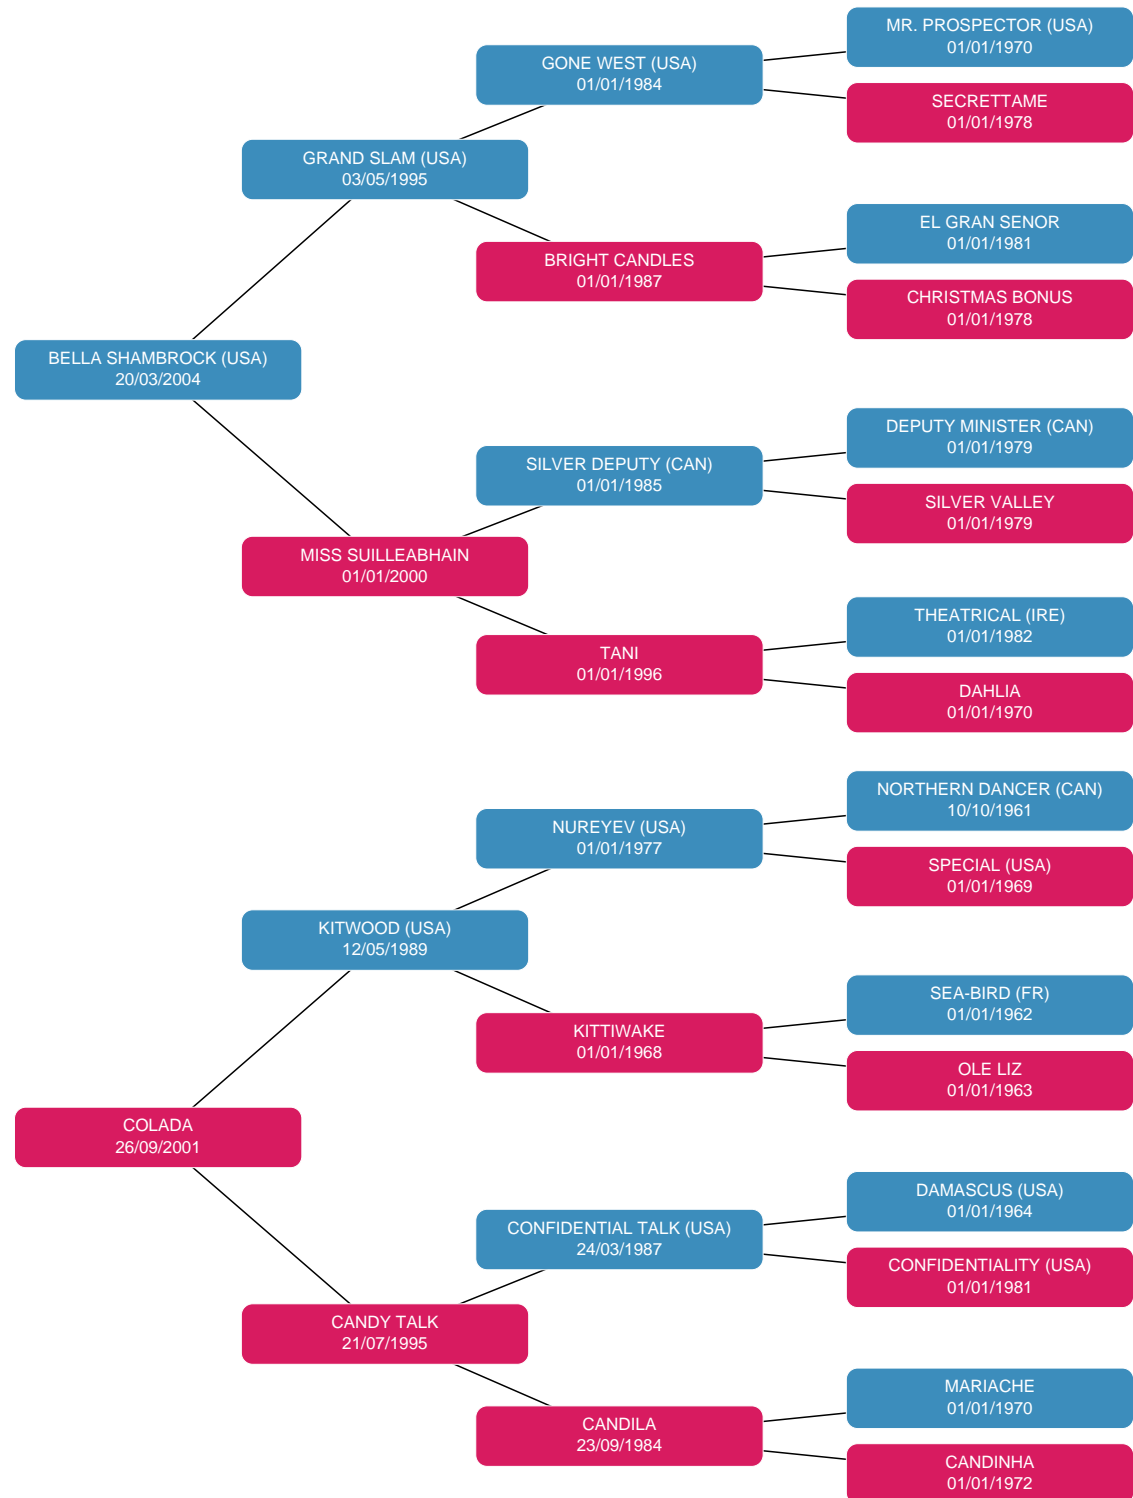 MR. PROSPECTOR (USA)
01/01/1970
GONE WEST (USA)
01/01/1984
SECRETTAME
01/01/1978
GRAND SLAM (USA)
03/05/1995
EL GRAN SENOR
01/01/1981
BRIGHT CANDLES
01/01/1987
CHRISTMAS BONUS
01/01/1978
BELLA SHAMBROCK (USA)
20/03/2004
DEPUTY MINISTER (CAN)
01/01/1979
SILVER DEPUTY (CAN)
01/01/1985
SILVER VALLEY
01/01/1979
MISS SUILLEABHAIN
01/01/2000
THEATRICAL (IRE)
01/01/1982
TANI
01/01/1996
DAHLIA
01/01/1970
NORTHERN DANCER (CAN)
10/10/1961
NUREYEV (USA)
01/01/1977
SPECIAL (USA)
01/01/1969
KITWOOD (USA)
12/05/1989
SEA-BIRD (FR)
01/01/1962
KITTIWAKE
01/01/1968
OLE LIZ
01/01/1963
COLADA
26/09/2001
DAMASCUS (USA)
01/01/1964
CONFIDENTIAL TALK (USA)
24/03/1987
CONFIDENTIALITY (USA)
01/01/1981
CANDY TALK
21/07/1995
MARIACHE
01/01/1970
CANDILA
23/09/1984
CANDINHA
01/01/1972